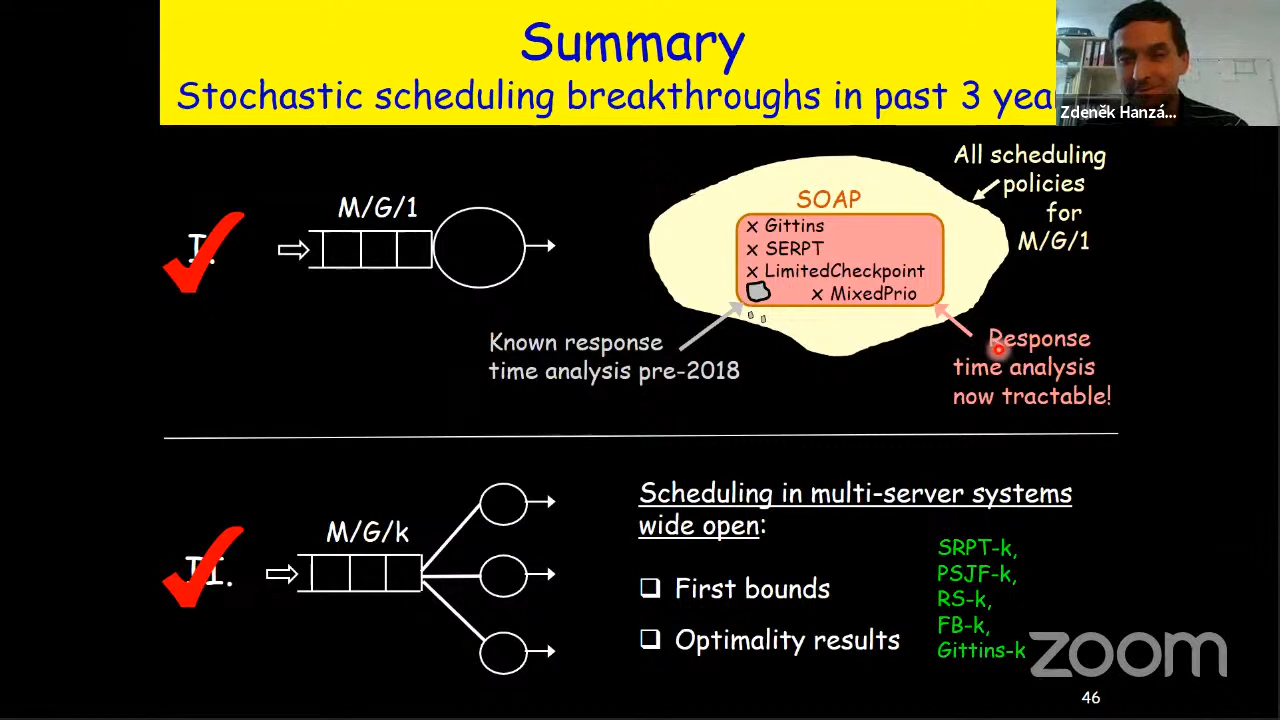 Summary
Stochastic scheduling breakthroughs in past 3 yea
Zdeněk Hanzá...
I.
M/G/1
All scheduling
policies
for
M/G/1
SOAP
x Gittins
x SERPT
x LimitedCheckpoint
x MixedPrio
Known response
time analysis pre-2018
Response
time analysis
now tractable!
II.
M/G/k
Scheduling in multi-server systems
wide open:
First bounds
Optimality results
SRPT-k,
PSJF-k,
RS-k,
FB-k,
Gittins-k
zoom
46